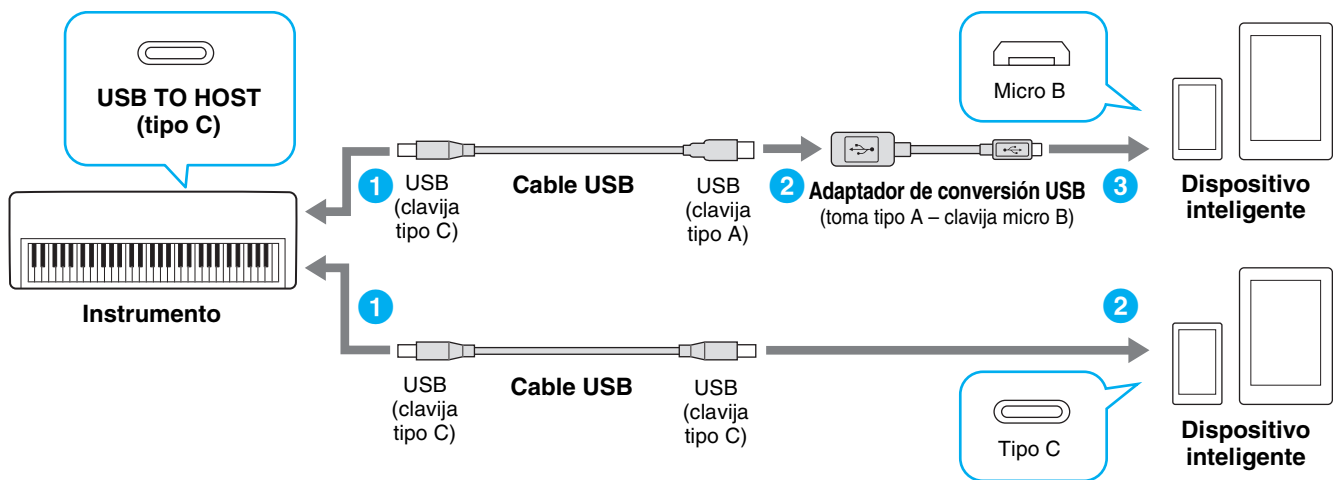 USB TO HOST
(tipo C)
Instrumento
1
USB
(clavija
tipo C)
Cable USB
USB
(clavija
tipo A)
2
Adaptador de conversión USB
(toma tipo A – clavija micro B)
Micro B
3
Dispositivo
inteligente
1
USB
(clavija
tipo C)
Cable USB
USB
(clavija
tipo C)
2
Tipo C
Dispositivo
inteligente